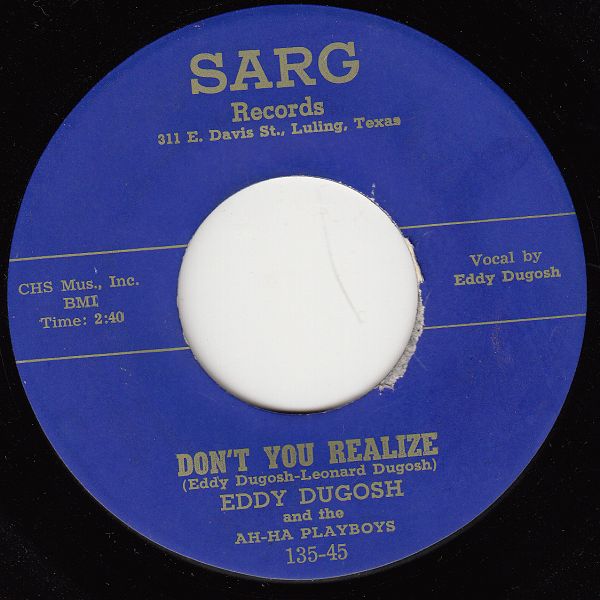 SARG
Records
311 E. Davis St., Luling, Texas
CHS Mus., Inc.
BMI
Time: 2:40
Vocal by
Eddy Dugosh
DON'T YOU REALIZE
(Eddy Dugosh-Leonard Dugosh)
EDDY DUGOSH
and the
AH-HA PLAYBOYS
135-45